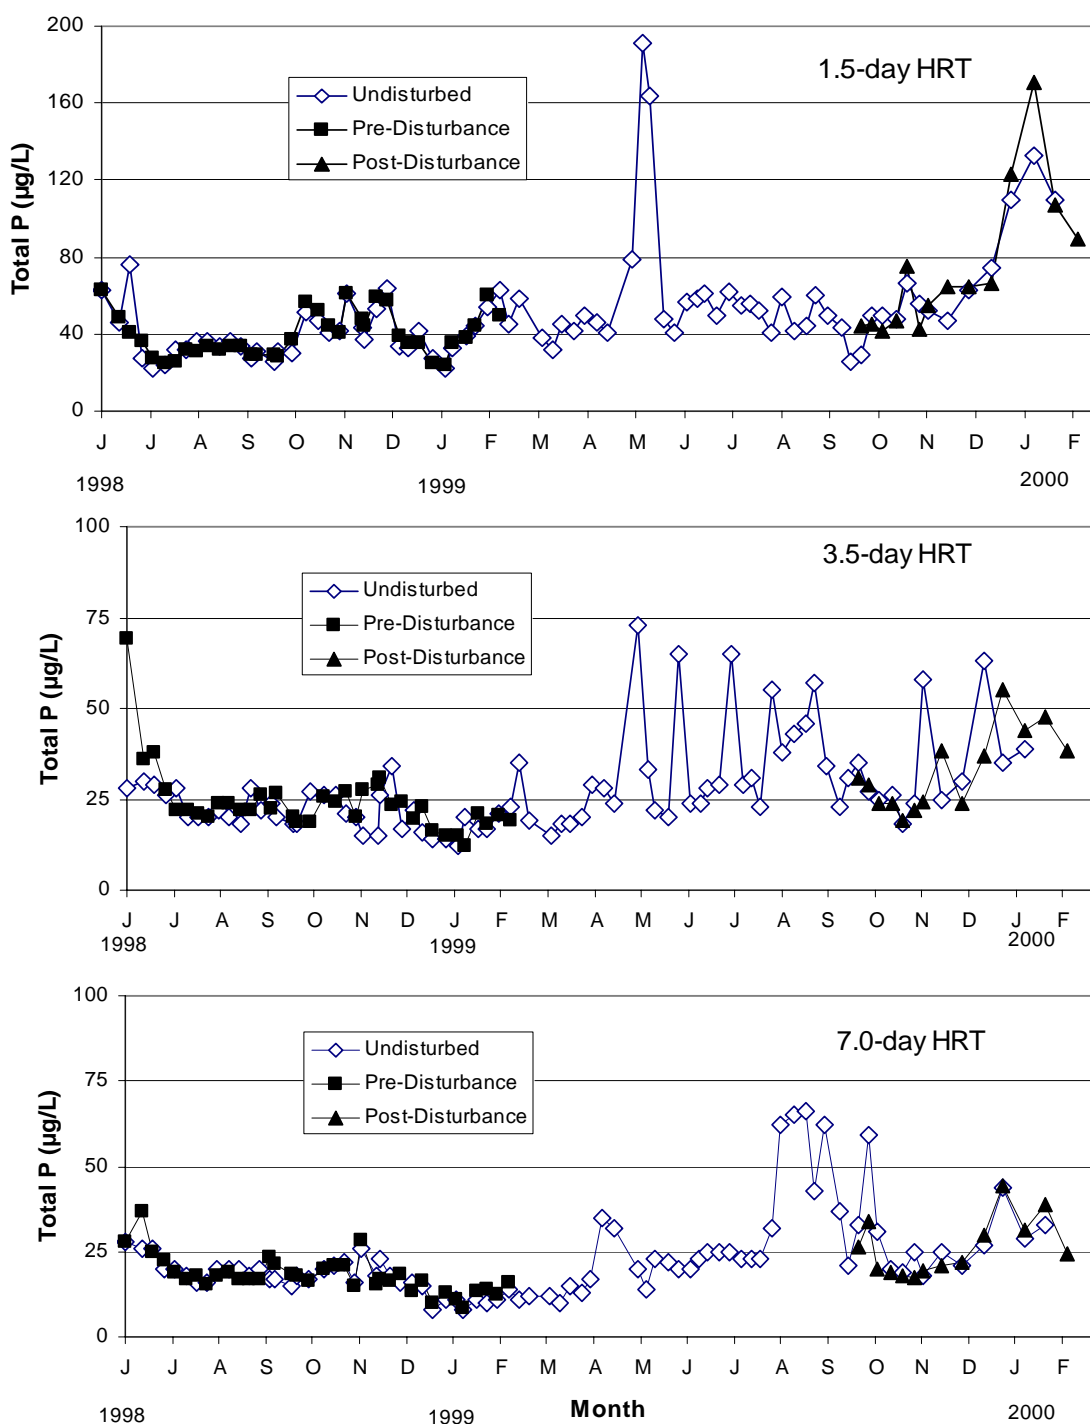 200
160
120
80
40
0
Total P (µg/L)
1.5-day HRT
Undisturbed
Pre-Disturbance
Post-Disturbance
J J A S O N D J F M A M J J A S O N D J F
1998 1999 2000
100
75
50
25
0
Total P (µg/L)
3.5-day HRT
Undisturbed
Pre-Disturbance
Post-Disturbance
J J A S O N D J F M A M J J A S O N D J F
1998 1999 2000
100
75
50
25
0
Total P (µg/L)
7.0-day HRT
Undisturbed
Pre-Disturbance
Post-Disturbance
J J A S O N D J F M A M J J A S O N D J F
Month
1998 1999 2000